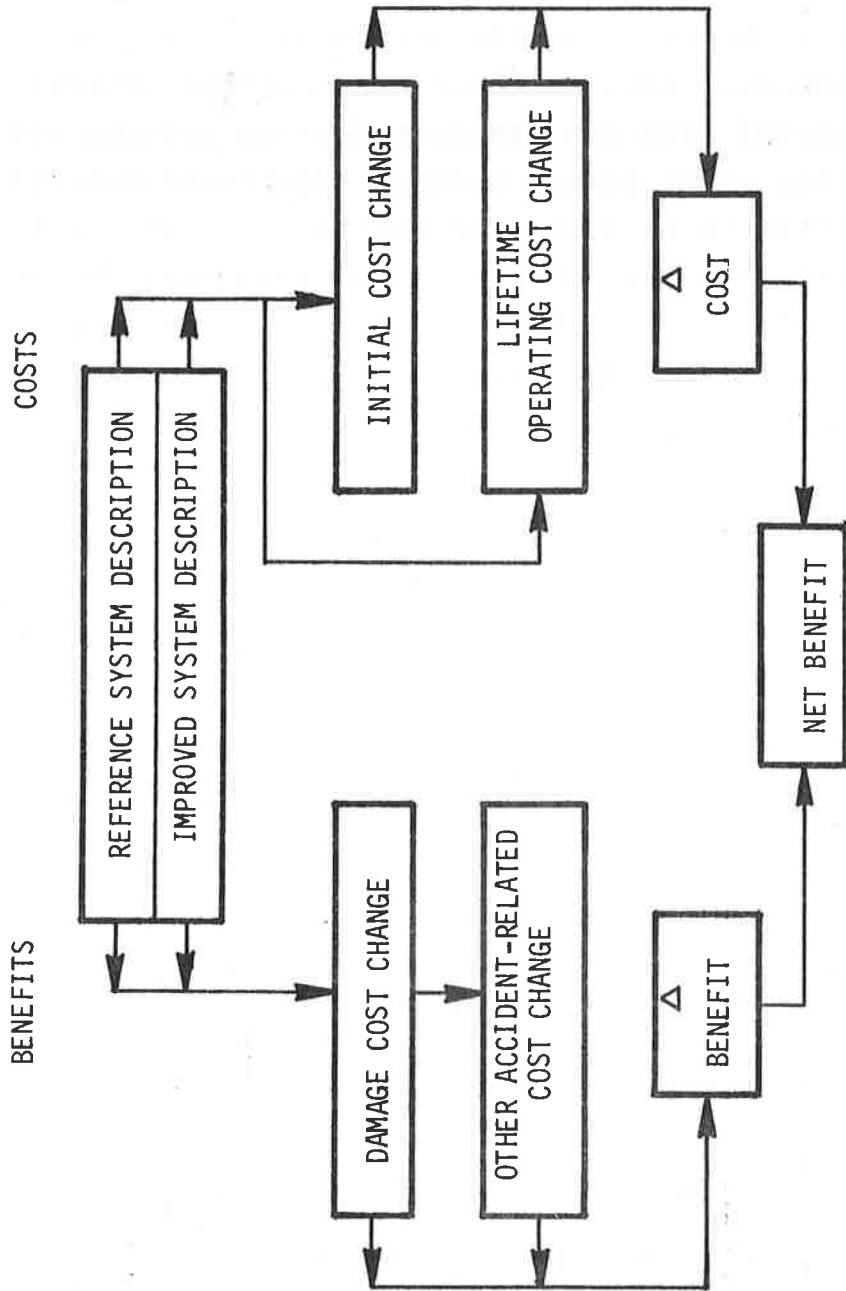 BENEFITS
COSTS
REFERENCE SYSTEM DESCRIPTION
IMPROVED SYSTEM DESCRIPTION
DAMAGE COST CHANGE
INITIAL COST CHANGE
OTHER ACCIDENT-RELATED
COST CHANGE
LIFETIME
OPERATING COST CHANGE
Δ
BENEFIT
Δ
COST
NET BENEFIT